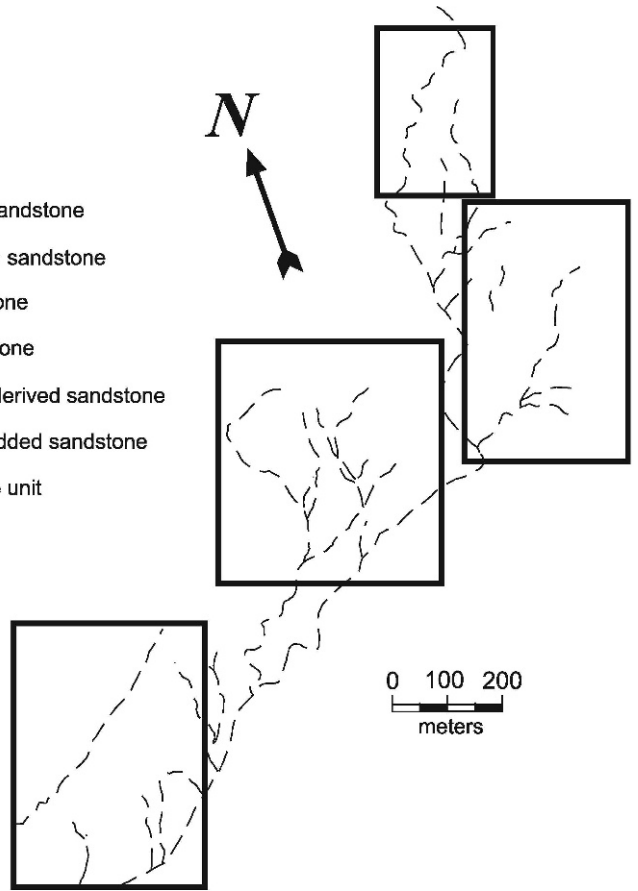 N
andstone
sandstone
one
one
derived sandstone
dded sandstone
unit
0 100 200
meters